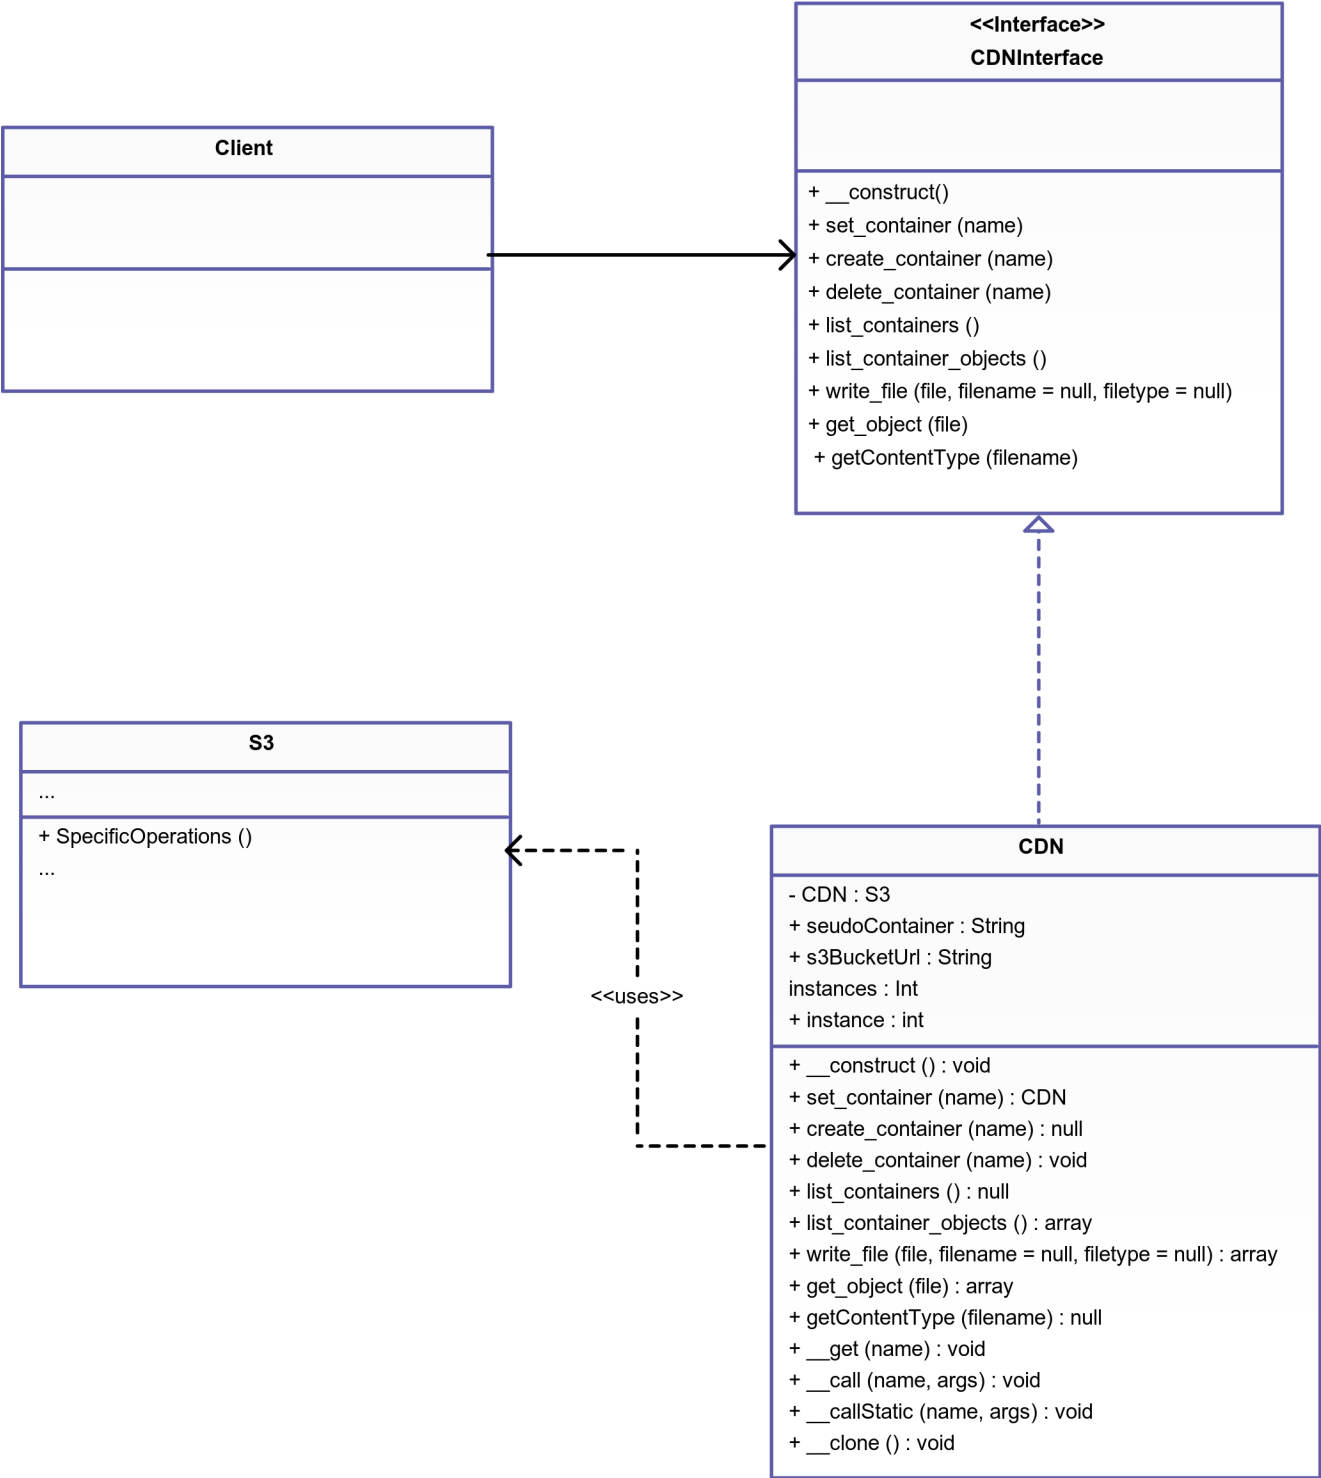 <<Interface>>
CDNInterface
+ __construct()
+ set_container (name)
+ create_container (name)
+ delete_container (name)
+ list_containers ()
+ list_container_objects ()
+ write_file (file, filename = null, filetype = null)
+ get_object (file)
+ getContentType (filename)
Client
S3
...
+ SpecificOperations ()
...
<<uses>>
CDN
- CDN : S3
+ seudoContainer : String
+ s3BucketUrl : String
instances : Int
+ instance : int
+ __construct () : void
+ set_container (name) : CDN
+ create_container (name) : null
+ delete_container (name) : void
+ list_containers () : null
+ list_container_objects () : array
+ write_file (file, filename = null, filetype = null) : array
+ get_object (file) : array
+ getContentType (filename) : null
+ __get (name) : void
+ __call (name, args) : void
+ __callStatic (name, args) : void
+ __clone () : void